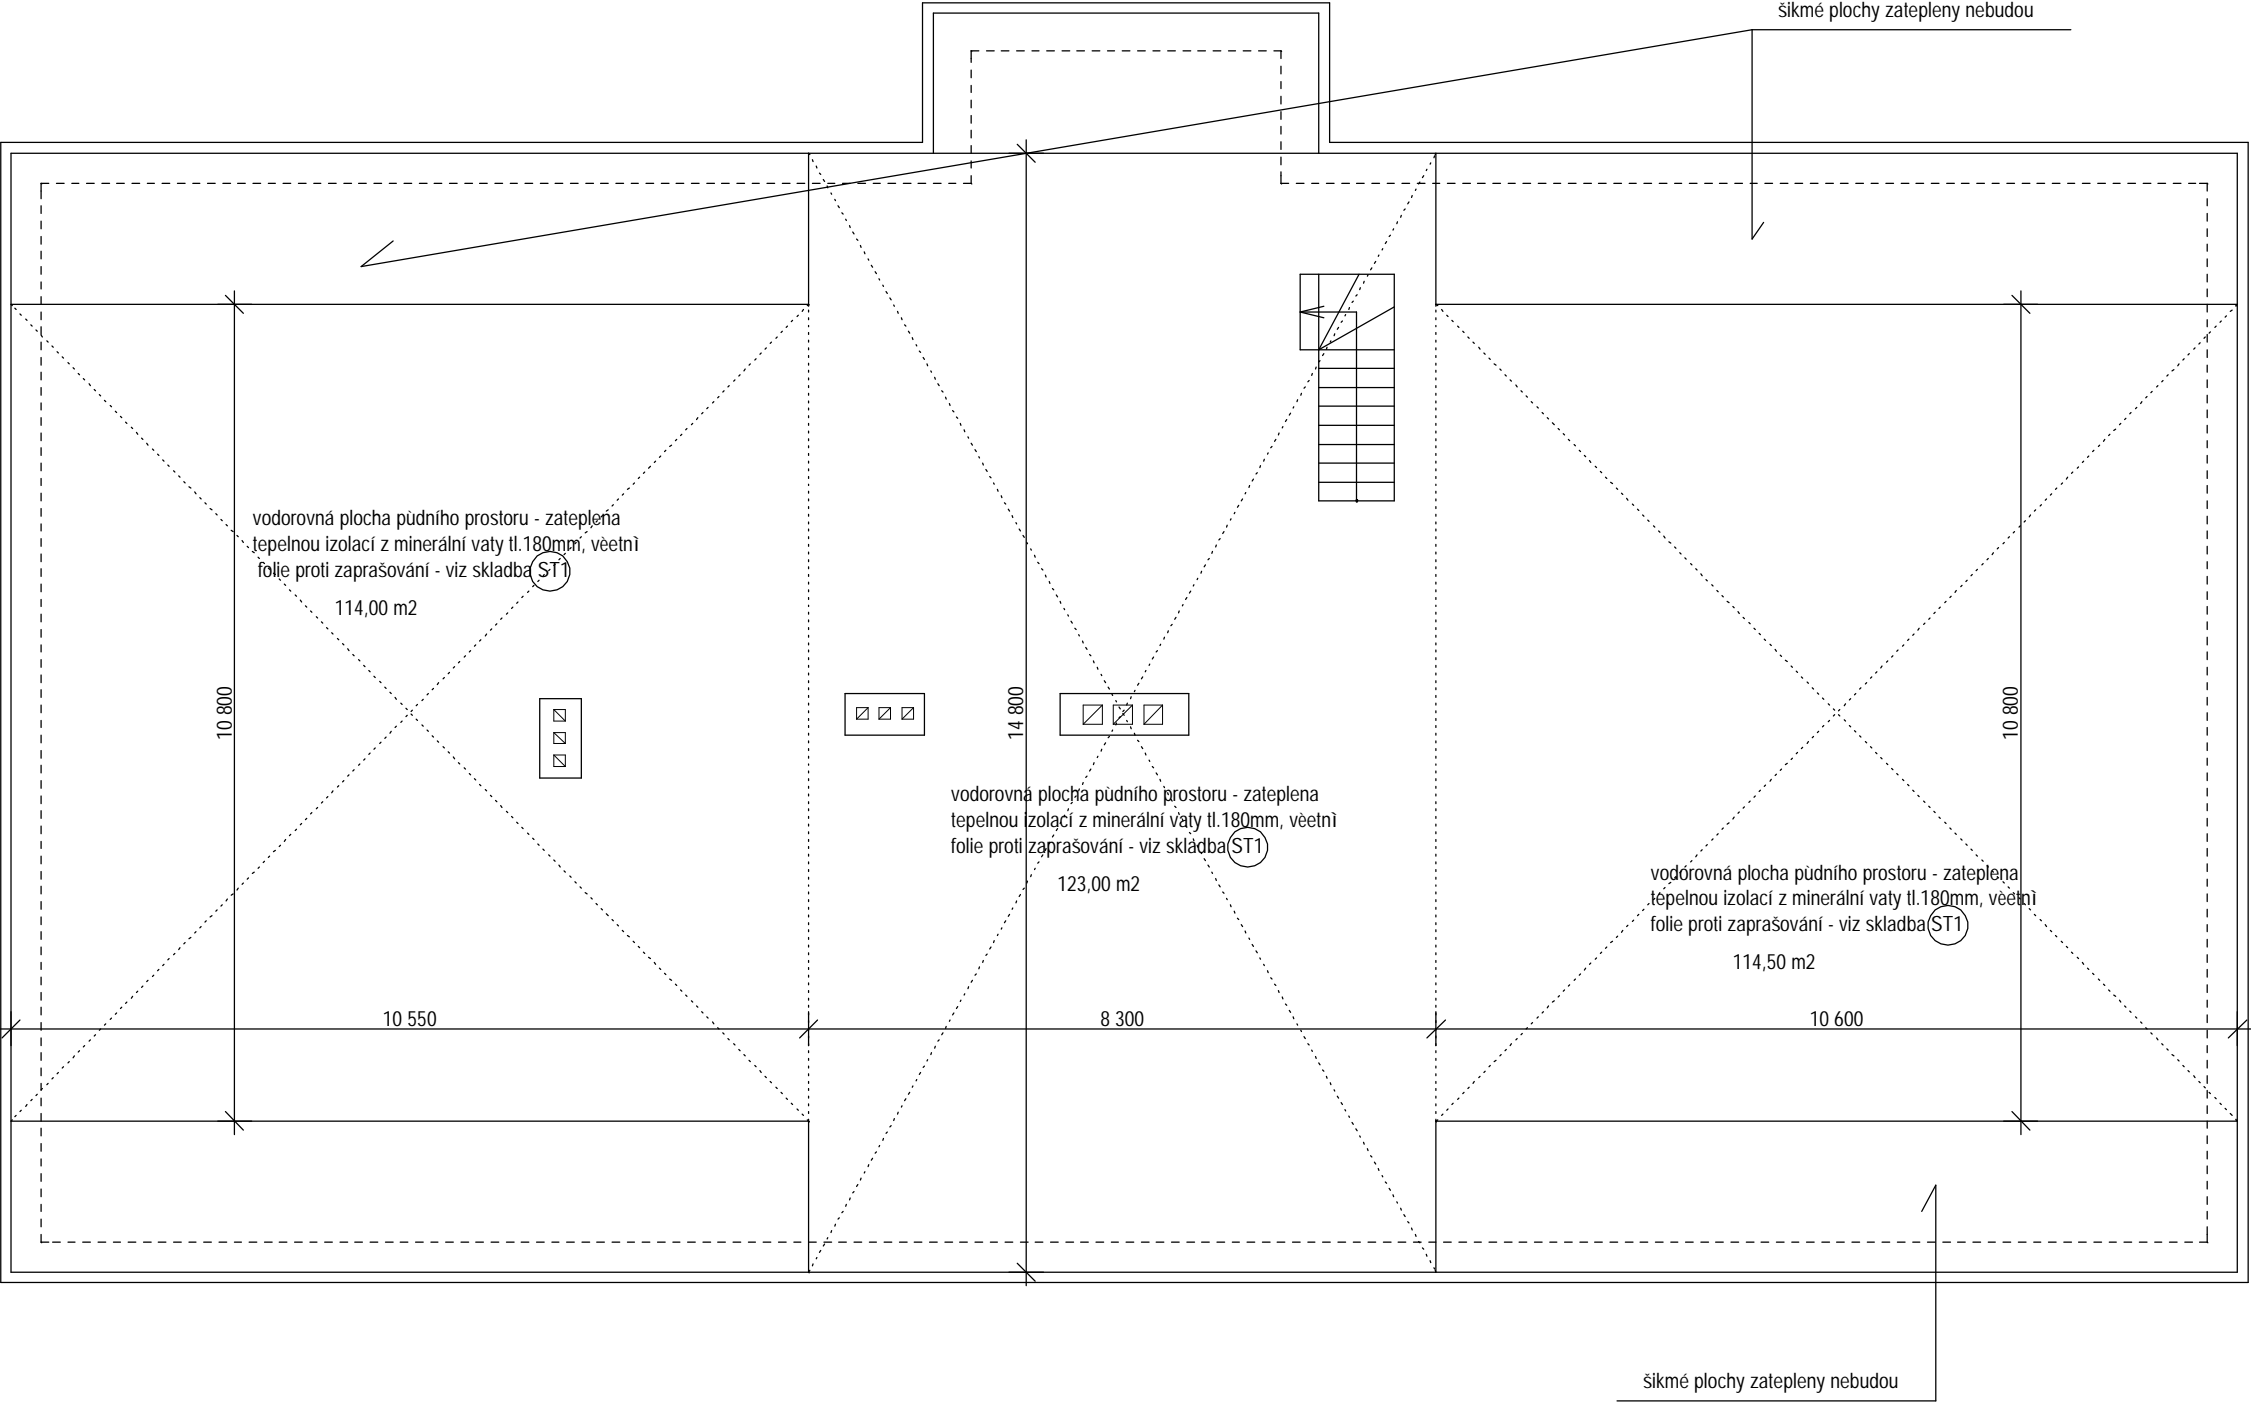 šikmé plochy zatepleny nebudou
vodorovná plocha pùdního prostoru - zateplena
tepelnou izolací z minerální vaty tl.180mm, vèetnì
folie proti zaprašování - viz skladba ST1
114,00 m2
10 800
14 800
10 800
vodorovná plocha pùdního prostoru - zateplena
tepelnou izolací z minerální vaty tl.180mm, vèetnì
folie proti zaprašování - viz skladba ST1
123,00 m2
vodorovná plocha pùdního prostoru - zateplena
tepelnou izolací z minerální vaty tl.180mm, vèetnì
folie proti zaprašování - viz skladba ST1
114,50 m2
10 550
8 300
10 600
šikmé plochy zatepleny nebudou